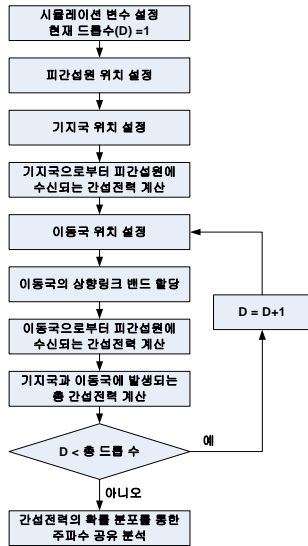 시뮬레이션 변수 설정
현재 드롭수(D) =1
피간섭원 위치 설정
기지국 위치 설정
기지국으로부터 피간섭원에
수신되는 간섭전력 계산
이동국 위치 설정
이동국의 상향링크 밴드 할당
D = D+1
이동국으로부터 피간섭원에
수신되는 간섭전력 계산
기지국과 이동국에 발생되는
총 간섭전력 계산
D < 총 드롭 수
예
아니오
간섭전력의 확률 분포를 통한
주파수 공유 분석